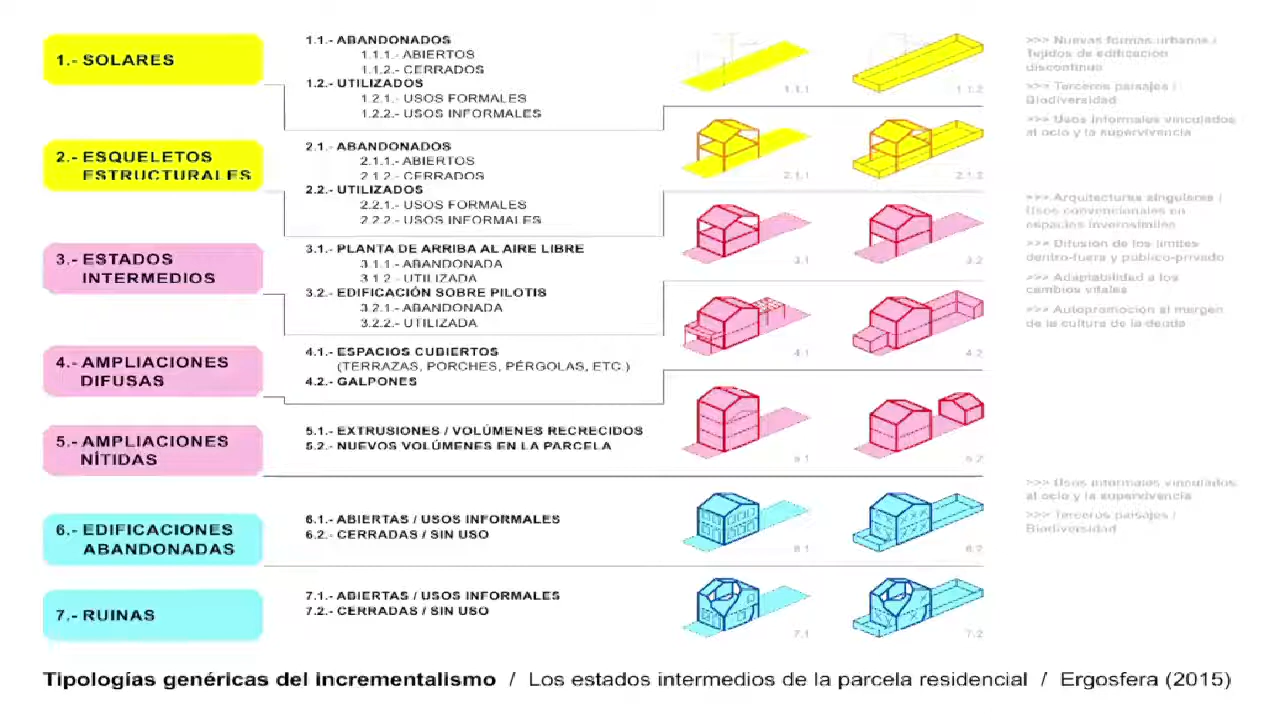 1.- SOLARES
1.1.- ABANDONADOS
1.1.1.- ABIERTOS
1.1.2.- CERRADOS
1.2.- UTILIZADOS
1.2.1.- USOS FORMALES
1.2.2.- USOS INFORMALES
1.1.1
1.1.2
>>> Nuevas formas urbanas /
Tejidos de edificación
discontinuo
>>> Terceros paisajes /
Biodiversidad
>>> Usos informales vinculados
al ocio y la supervivencia
2.- ESQUELETOS
ESTRUCTURALES
2.1.- ABANDONADOS
2.1.1.- ABIERTOS
2.1.2.- CERRADOS
2.2.- UTILIZADOS
2.2.1.- USOS FORMALES
2.2.2.- USOS INFORMALES
2.1.1
2.1.2
3.- ESTADOS
INTERMEDIOS
3.1.- PLANTA DE ARRIBA AL AIRE LIBRE
3.1.1.- ABANDONADA
3.1.2.- UTILIZADA
3.2.- EDIFICACIÓN SOBRE PILOTIS
3.2.1.- ABANDONADA
3.2.2.- UTILIZADA
3.1
3.2
>>> Arquitecturas singulares /
Usos convencionales en
espacios inverosímiles
>>> Difusión de los límites
dentro-fuera y público-privado
>>> Adaptabilidad a los
cambios vitales
>>> Autopromoción al margen
de la cultura de la deuda
4.- AMPLIACIONES
DIFUSAS
4.1.- ESPACIOS CUBIERTOS
(TERRAZAS, PORCHES, PÉRGOLAS, ETC.)
4.2.- GALPONES
4.1
4.2
5.- AMPLIACIONES
NÍTIDAS
5.1.- EXTRUSIONES / VOLÚMENES RECRECIDOS
5.2.- NUEVOS VOLÚMENES EN LA PARCELA
5.1
5.2
6.- EDIFICACIONES
ABANDONADAS
6.1.- ABIERTAS / USOS INFORMALES
6.2.- CERRADAS / SIN USO
6.1
6.2
>>> Usos informales vinculados
al ocio y la supervivencia
>>> Terceros paisajes /
Biodiversidad
7.- RUINAS
7.1.- ABIERTAS / USOS INFORMALES
7.2.- CERRADAS / SIN USO
7.1
7.2
Tipologías genéricas del incrementalismo / Los estados intermedios de la parcela residencial / Ergosfera (2015)